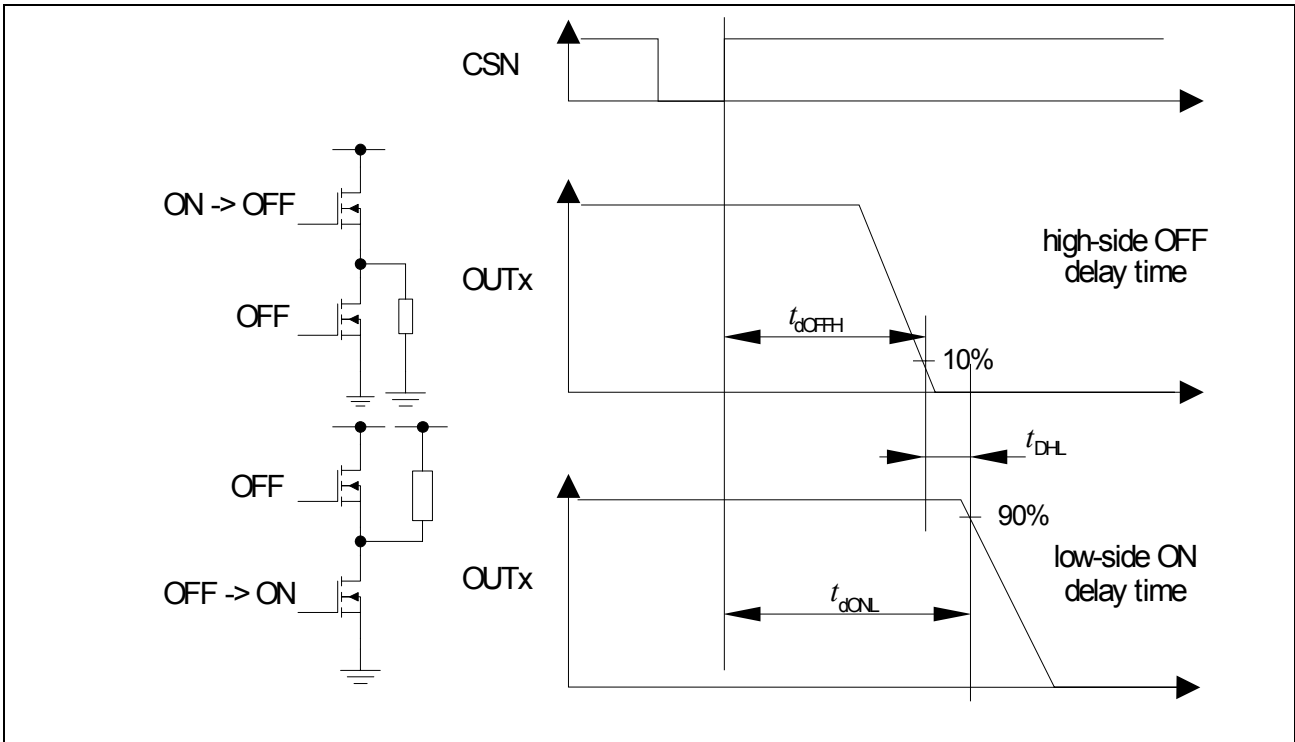 CSN
ON -> OFF
OFF
OUTx
high-side OFF
delay time
tdOFFH
10%
tDHL
OFF
OFF -> ON
OUTx
90%
low-side ON
delay time
tdONL